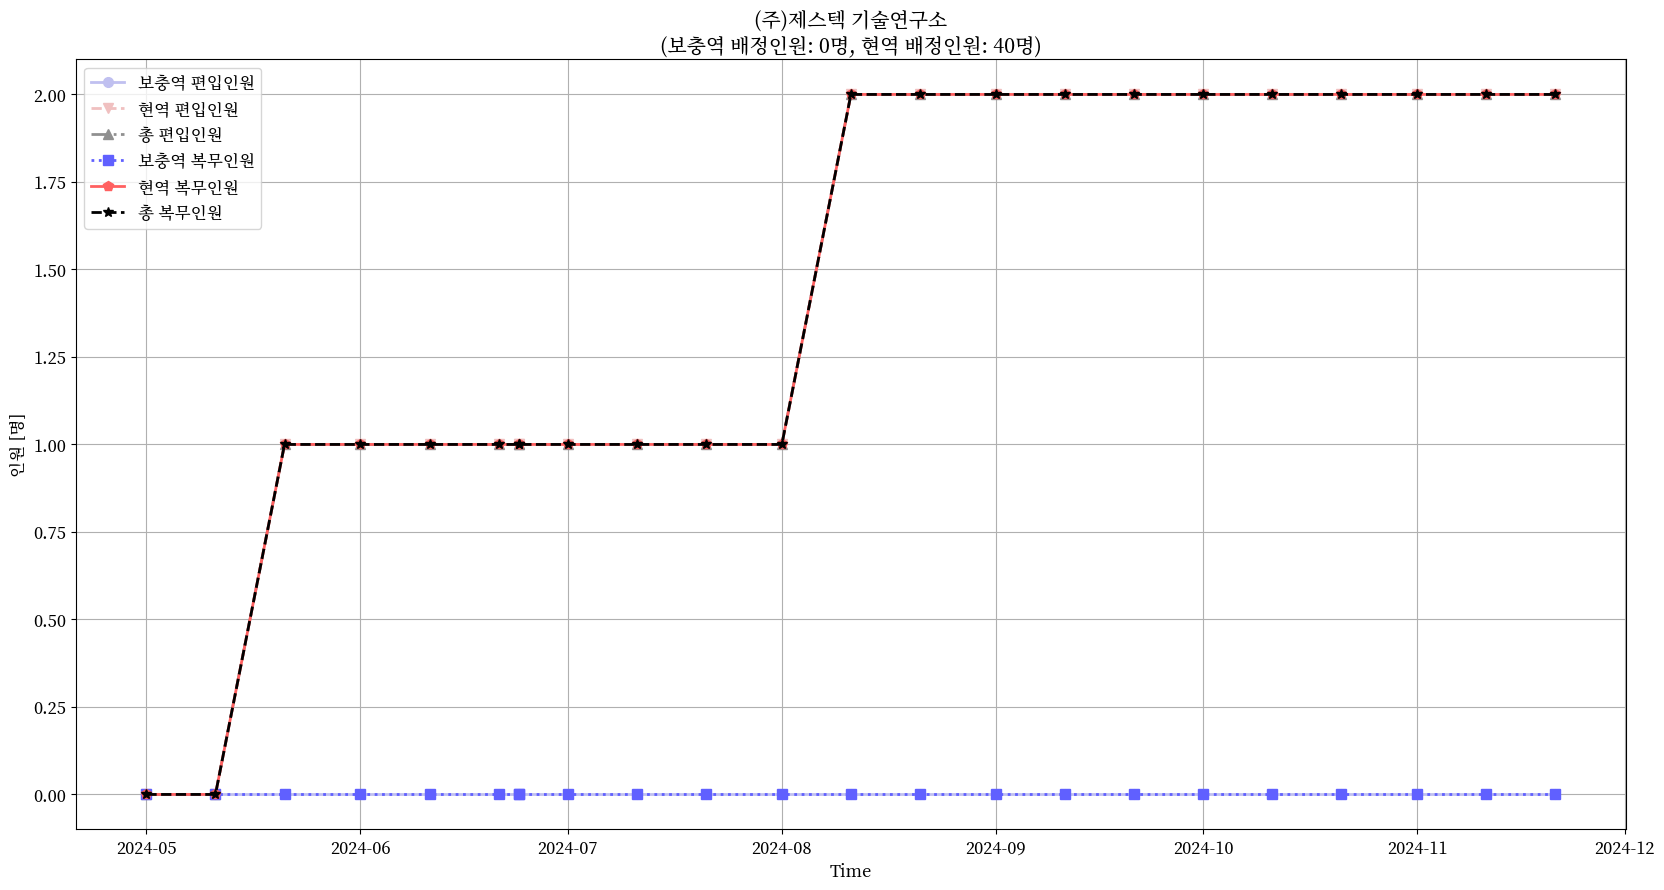 (주)제스텍 기술연구소
(보충역 배정인원: 0명, 현역 배정인원: 40명)
보충역 편입인원
현역 편입인원
총 편입인원
보충역 복무인원
현역 복무인원
총 복무인원
인원 [명]
2.00
1.75
1.50
1.25
1.00
0.75
0.50
0.25
0.00
2024-05 2024-06 2024-07 2024-08 2024-09 2024-10 2024-11 2024-12
Time